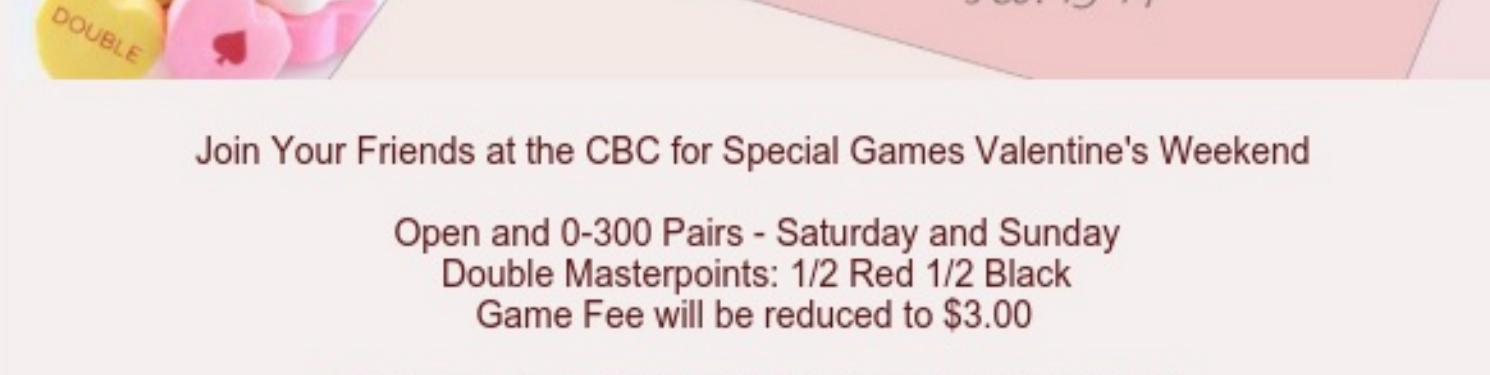 DOUBLE
Join Your Friends at the CBC for Special Games Valentine's Weekend
Open and 0-300 Pairs - Saturday and Sunday
Double Masterpoints: 1/2 Red 1/2 Black
Game Fee will be reduced to $3.00